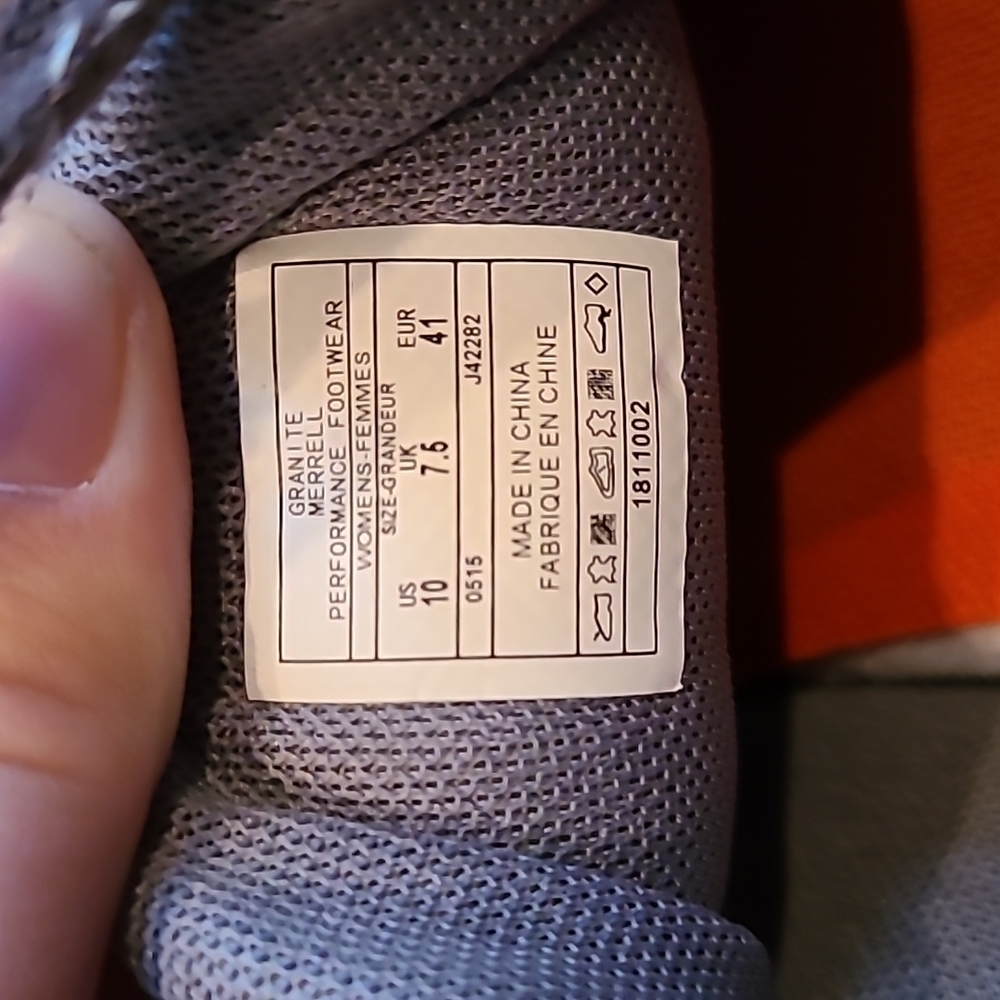 GRANITE
MERRELL
PERFORMANCE FOOTWEAR
WOMENS-FEMMES
SIZE-GRANDEUR
US UK EUR
10 7.5 41
0515 J42282
MADE IN CHINA
FABRIQUE EN CHINE
1811002